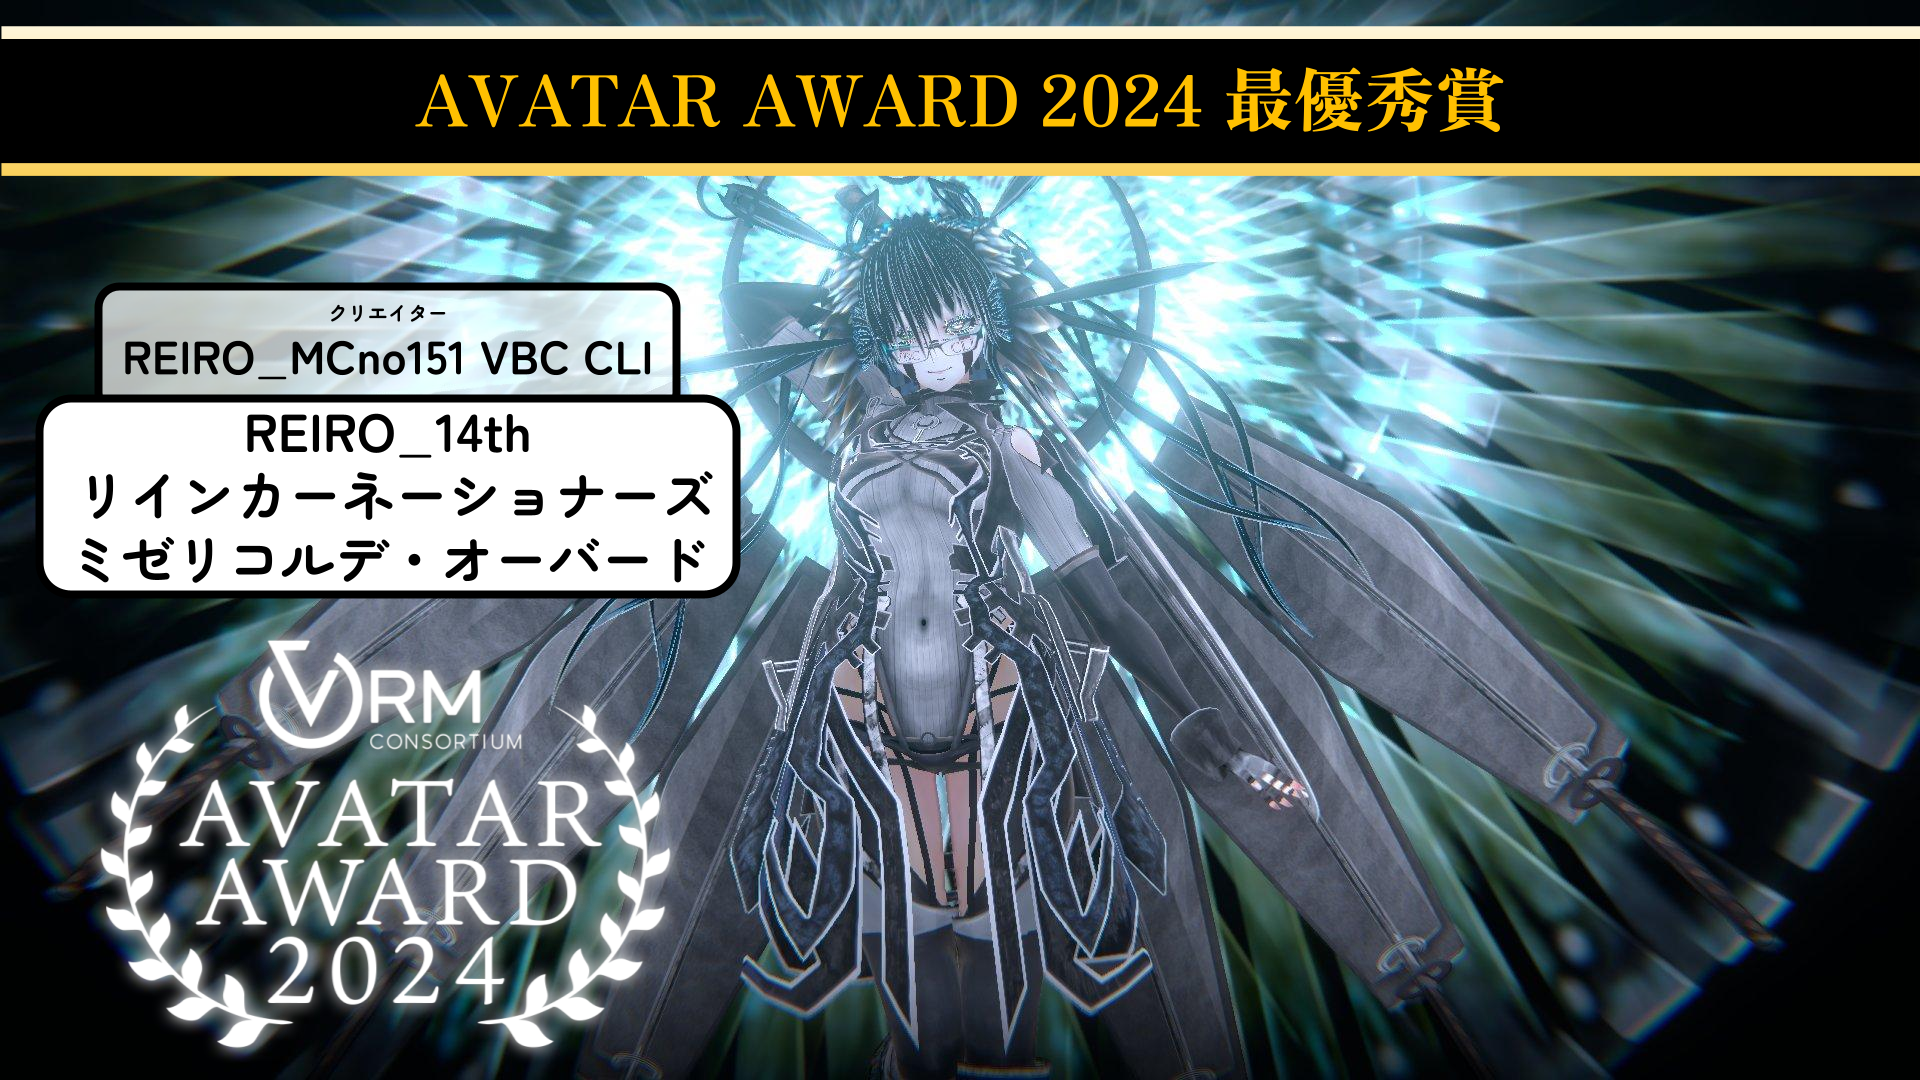 AVATAR AWARD 2024 最優秀賞
クリエイター
REIRO_MCno151 VBC CLI
REIRO_14th
リインカーネーショナーズ
ミゼリコルデ・オーバード
VRM
CONSORTIUM
AVATAR
AWARD
2024